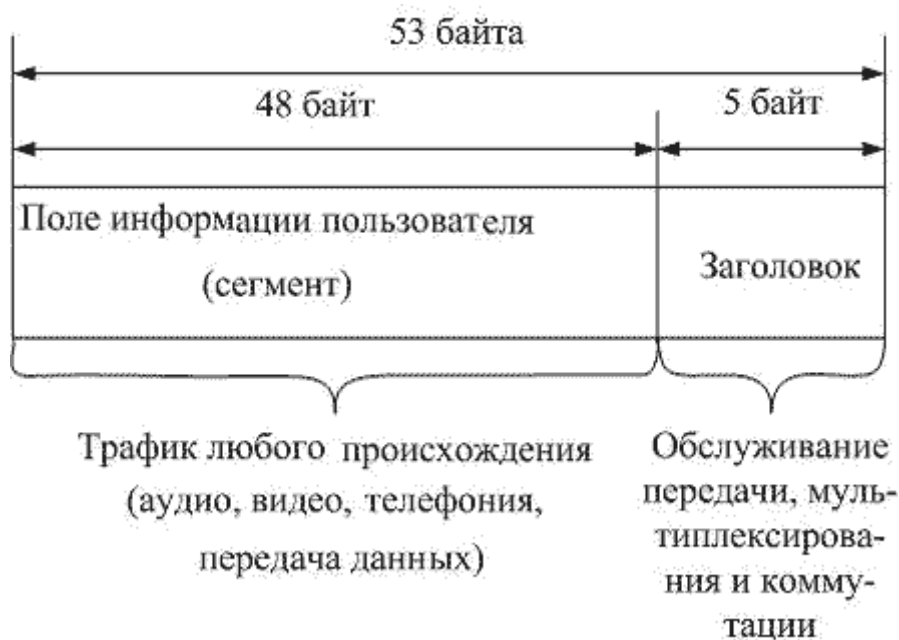 53 байта
48 байт
5 байт
Поле информации пользователя
(сегмент)
Заголовок
Трафик любого происхождения
(аудио, видео, телефония,
передача данных)
Обслуживание
передачи, муль-
типлексирова-
ния и комму-
тации